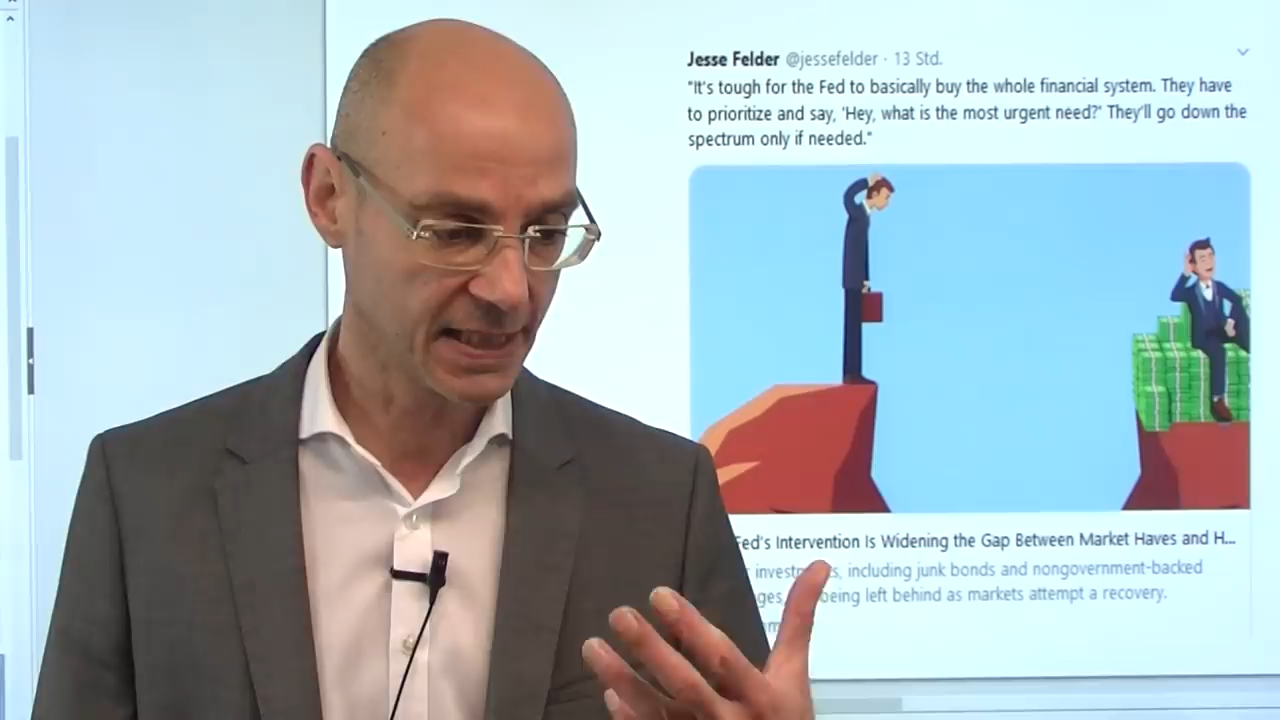 Jesse Felder @jessefelder · 13 Std.
"It's tough for the Fed to basically buy the whole financial system. They have
to prioritize and say, 'Hey, what is the most urgent need?' They'll go down the
spectrum only if needed."
Fed's Intervention Is Widening the Gap Between Market Haves and H...
including junk bonds and nongovernment-backed
being left behind as markets attempt a recovery.